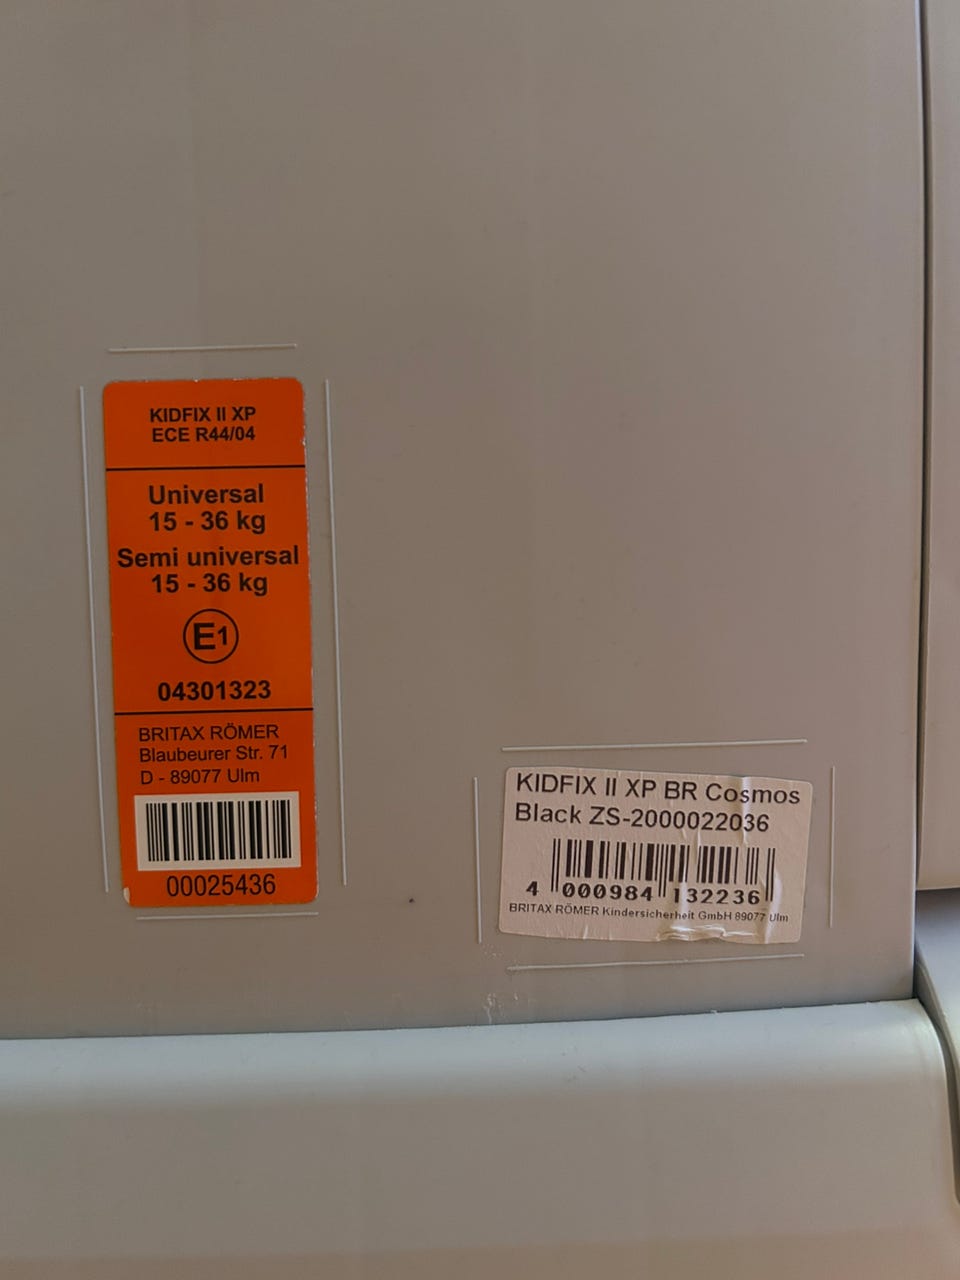 KIDFIX II XP
ECE R44/04
Universal
15 - 36 kg
Semi universal
15 - 36 kg
E1
04301323
BRITAX RÖMER
Blaubeurer Str. 71
D - 89077 Ulm
00025436
KIDFIX II XP BR Cosmos
Black ZS-2000022036
4 000984 132236
BRITAX RÖMER Kindersicherheit GmbH 89077 Ulm